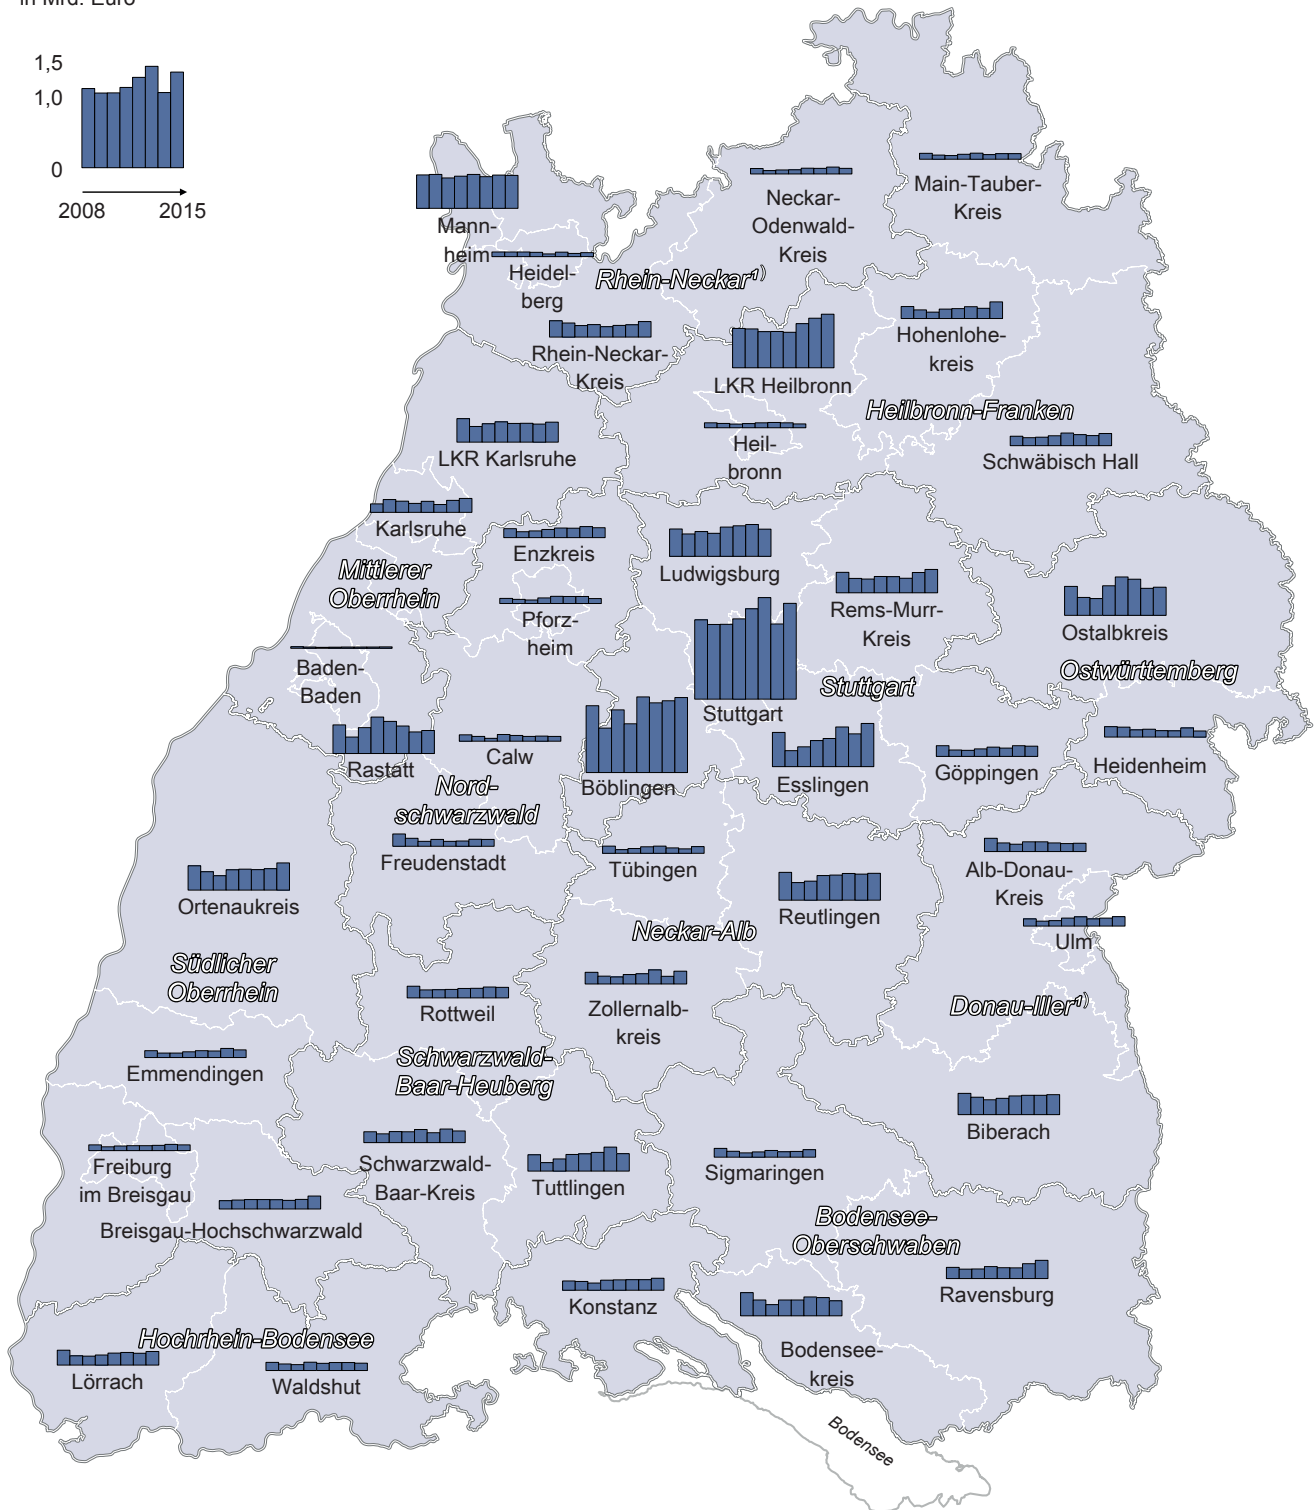 in Mrd. Euro
1,5
1,0
0
2008 2015
Main-Tauber-
Kreis
Neckar-
Odenwald-
Kreis
Mann-
heim
Heidel-
berg
Rhein-Neckar¹⁾
Rhein-Neckar-
Kreis
LKR Heilbronn
Hohenlohe-
kreis
Heilbronn-Franken
Heil-
bronn
Schwäbisch Hall
LKR Karlsruhe
Karlsruhe
Mittlerer
Oberrhein
Enzkreis
Pforz-
heim
Ludwigsburg
Rems-Murr-
Kreis
Ostalbkreis
Ostwürttemberg
Baden-
Baden
Rastatt
Calw
Nord-
schwarzwald
Stuttgart
Stuttgart
Böblingen
Esslingen
Göppingen
Heidenheim
Freudenstadt
Tübingen
Reutlingen
Alb-Donau-
Kreis
Ulm
Ortenaukreis
Südlicher
Oberrhein
Neckar-Alb
Zollernalb-
kreis
Donau-Iller¹⁾
Rottweil
Schwarzwald-
Baar-Heuberg
Emmendingen
Biberach
Freiburg
im Breisgau
Breisgau-Hochschwarzwald
Schwarzwald-
Baar-Kreis
Tuttlingen
Sigmaringen
Bodensee-
Oberschwaben
Ravensburg
Konstanz
Bodensee-
kreis
Hochrhein-Bodensee
Lörrach
Waldshut
Bodensee